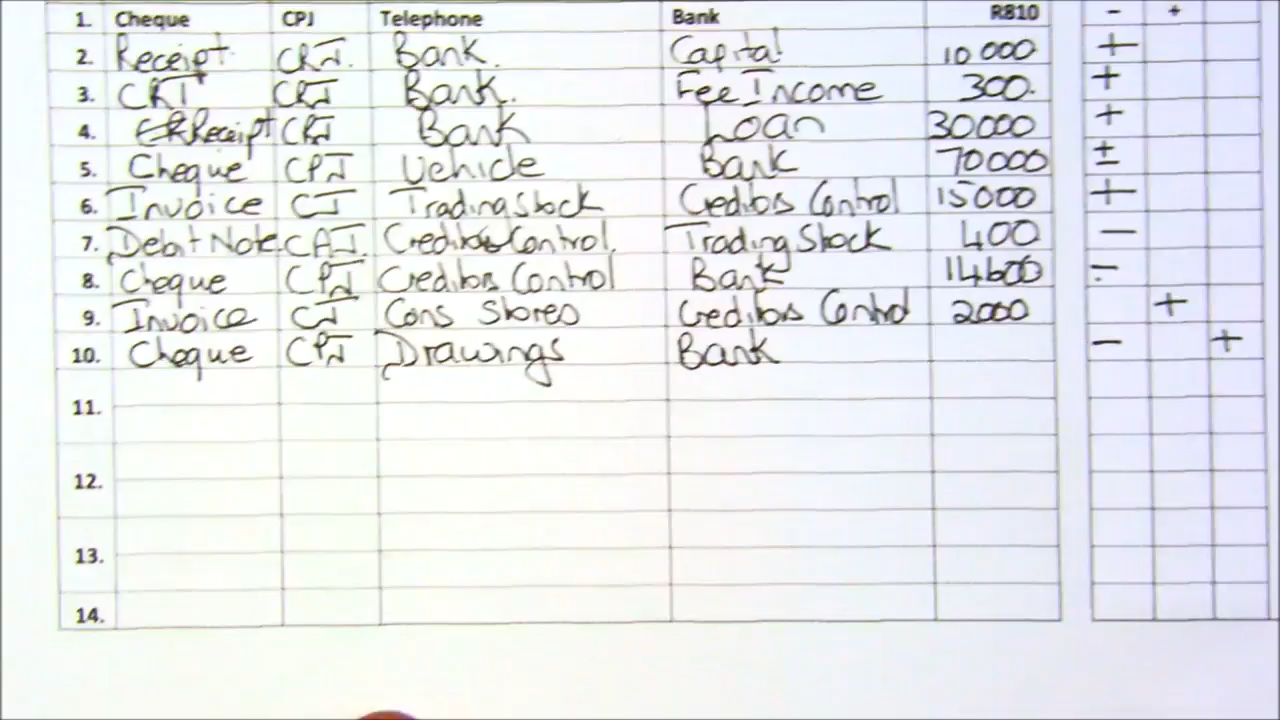 1. Cheque CPJ Telephone Bank R810 - +
2. Receipt CRJ. Bank. Capital 10 000 +
3. CRT CRJ Bank. Fee Income 300. +
4. Receipt CRJ Bank Loan 30000 +
5. Cheque CPJ Vehicle Bank 70000 ±
6. Invoice CJ Trading Stock Creditors Control 15000 +
7. Debit Note CAJ. Creditors Control. Trading Stock 400 -
8. Cheque CPJ Creditors Control Bank 14600 -
9. Invoice CJ Cons Stores Creditors Control 2000 +
10. Cheque CPJ Drawings Bank - +
11.
12.
13.
14.